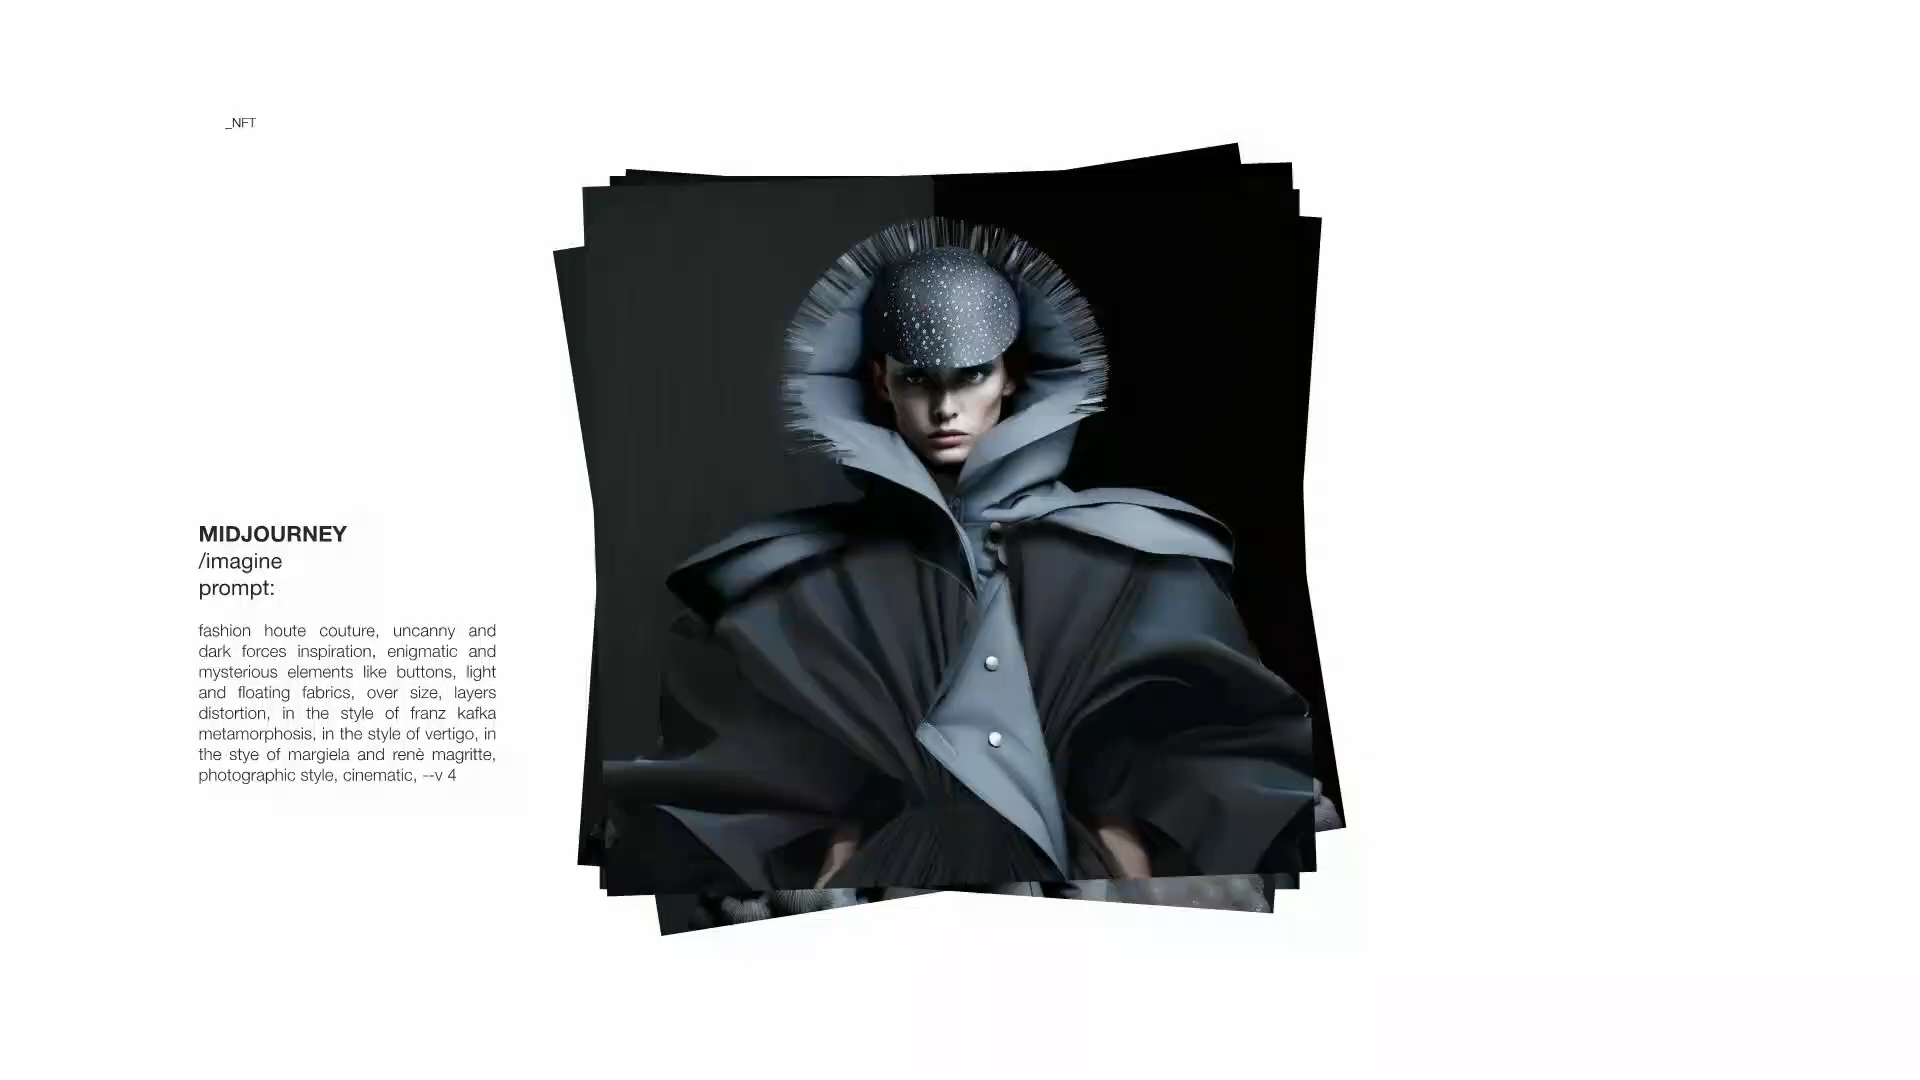 _NFT
MIDJOURNEY
/imagine
prompt:
fashion houte couture, uncanny and
dark forces inspiration, enigmatic and
mysterious elements like buttons, light
and floating fabrics, over size, layers
distortion, in the style of franz kafka
metamorphosis, in the style of vertigo, in
the stye of margiela and renè magritte,
photographic style, cinematic, --v 4